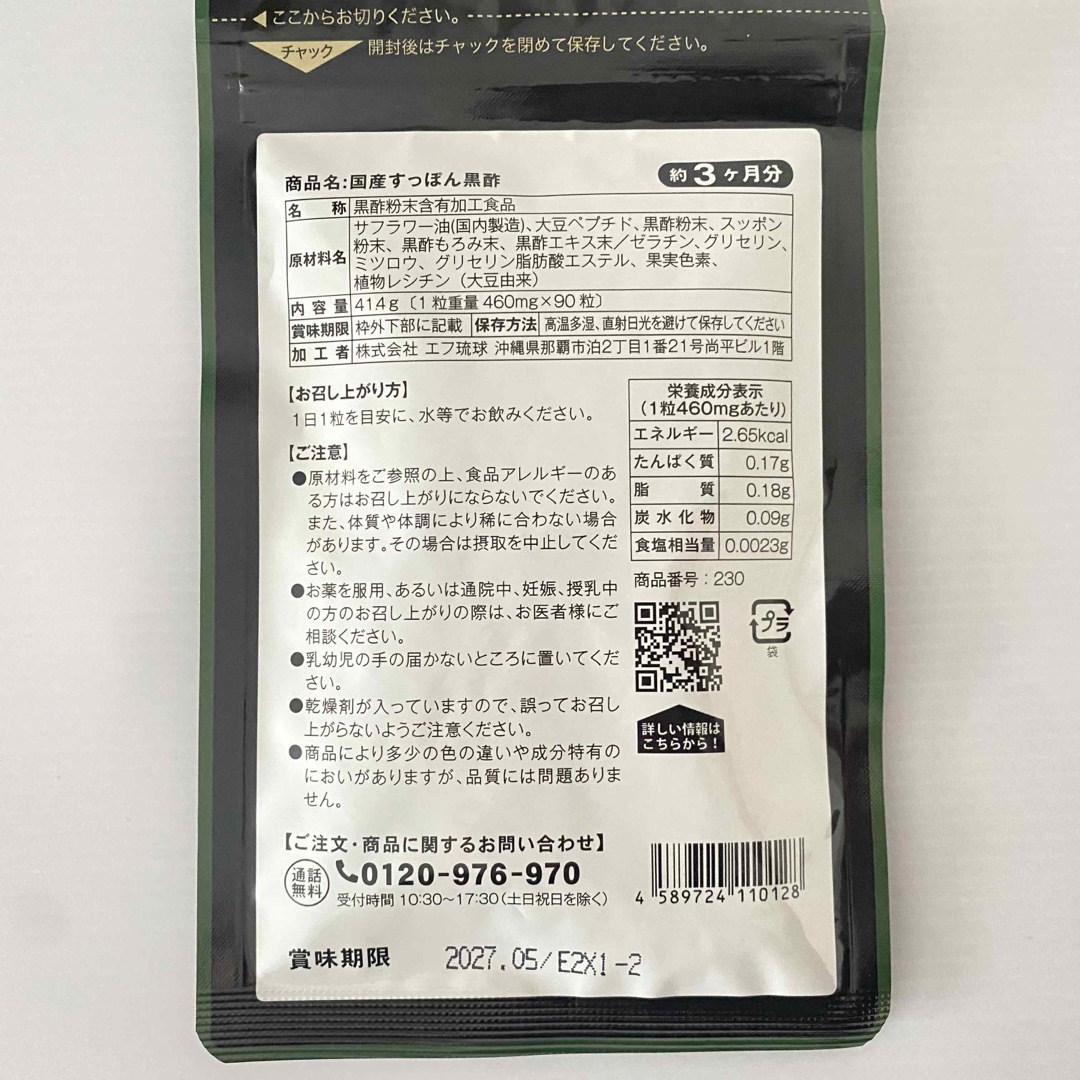 ここからお切りください。
チャック 開封後はチャックを閉めて保存してください。
商品名:国産すっぽん黒酢 約3ヶ月分
名称 黒酢粉末含有加工食品
原材料名 サフラワー油(国内製造)、大豆ペプチド、黒酢粉末、スッポン
粉末、黒酢もろみ末、黒酢エキス末/ゼラチン、グリセリン、
ミツロウ、グリセリン脂肪酸エステル、果実色素、
植物レシチン(大豆由来)
内容量 41.4g〔1粒重量 460mg×90粒〕
賞味期限 枠外下部に記載 保存方法 高温多湿、直射日光を避けて保存してください
加工者 株式会社 エフ琉球 沖縄県那覇市泊2丁目1番21号尚平ビル1階
【お召し上がり方】
1日1粒を目安に、水等でお飲みください。
【ご注意】
●原材料をご参照の上、食品アレルギーのあ
る方はお召し上がりにならないでください。
また、体質や体調により稀に合わない場合
があります。その場合は摂取を中止してくだ
さい。
●お薬を服用、あるいは通院中、妊娠、授乳中
の方のお召し上がりの際は、お医者様にご
相談ください。
●乳幼児の手の届かないところに置いてくだ
さい。
●乾燥剤が入っていますので、誤ってお召し
上がらないようご注意ください。
●商品により多少の色の違いや成分特有の
においがありますが、品質には問題ありま
せん。
栄養成分表示
(1粒460mgあたり)
エネルギー 2.65kcal
たんぱく質 0.17g
脂質 0.18g
炭水化物 0.09g
食塩相当量 0.0023g
商品番号:230
プラ
袋
詳しい情報は
こちらから!
【ご注文・商品に関するお問い合わせ】
通話
無料
0120-976-970
受付時間 10:30~17:30(土日祝日を除く)
4 589724 110128
賞味期限 2027.05/E2X1-2